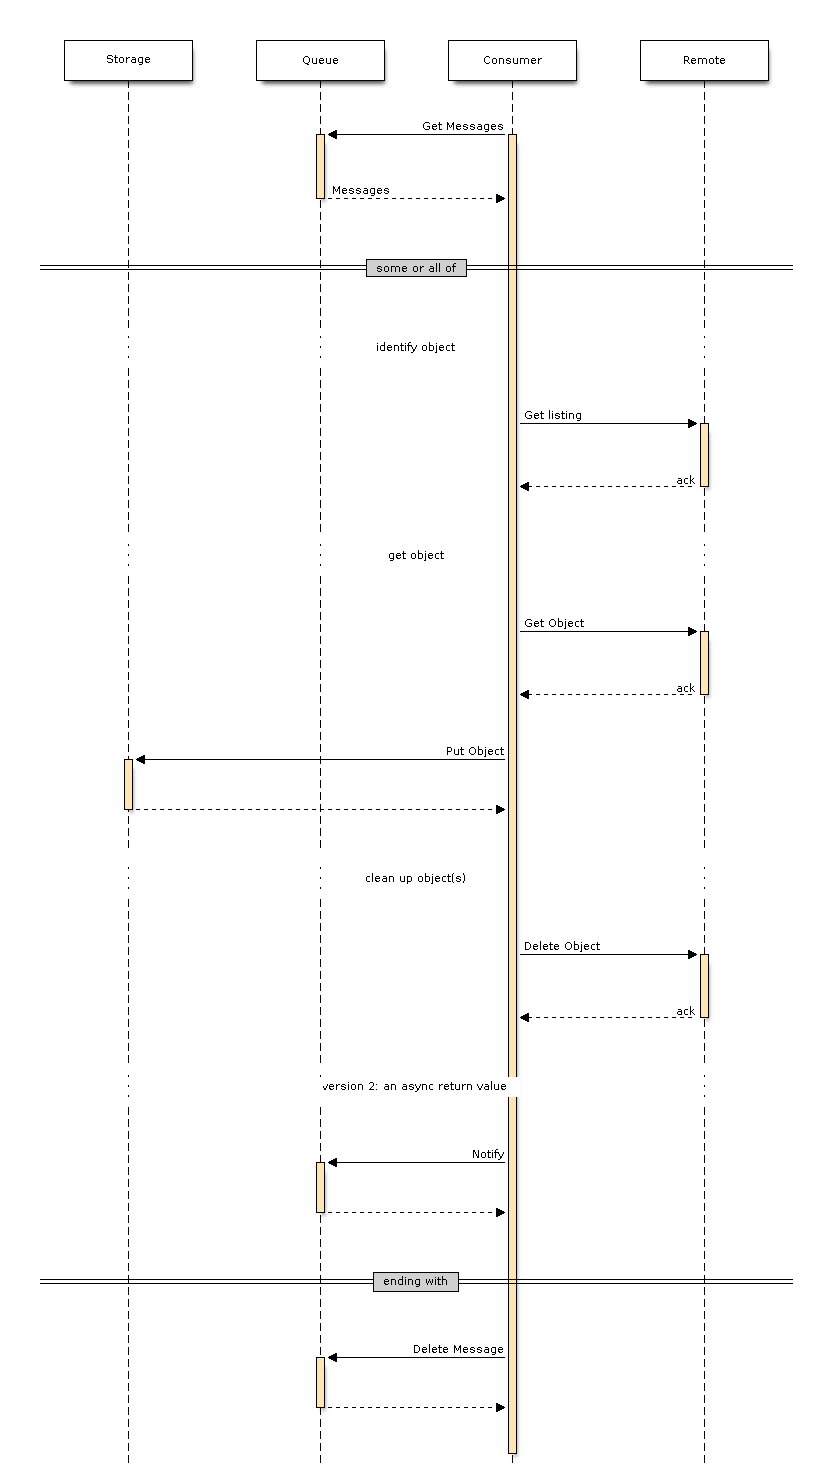 Storage
Queue
Consumer
Remote
Get Messages
Messages
some or all of
identify object
Get listing
ack
get object
Get Object
ack
Put Object
clean up object(s)
Delete Object
ack
version 2: an async return value
Notify
ending with
Delete Message